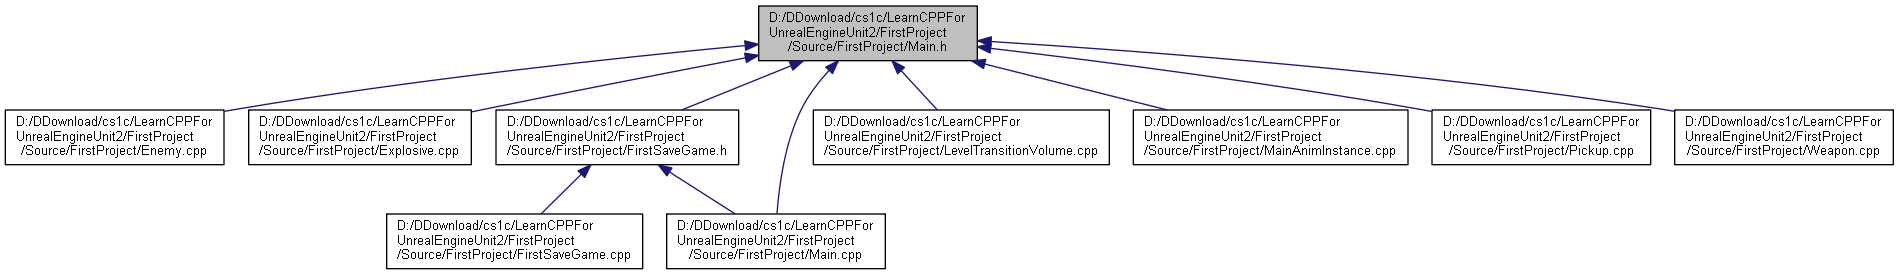 D:/DDownload/cs1c/LearnCPPFor
UnrealEngineUnit2/FirstProject
/Source/FirstProject/Main.h
D:/DDownload/cs1c/LearnCPPFor
UnrealEngineUnit2/FirstProject
/Source/FirstProject/Enemy.cpp
D:/DDownload/cs1c/LearnCPPFor
UnrealEngineUnit2/FirstProject
/Source/FirstProject/Explosive.cpp
D:/DDownload/cs1c/LearnCPPFor
UnrealEngineUnit2/FirstProject
/Source/FirstProject/FirstSaveGame.h
D:/DDownload/cs1c/LearnCPPFor
UnrealEngineUnit2/FirstProject
/Source/FirstProject/LevelTransitionVolume.cpp
D:/DDownload/cs1c/LearnCPPFor
UnrealEngineUnit2/FirstProject
/Source/FirstProject/MainAnimInstance.cpp
D:/DDownload/cs1c/LearnCPPFor
UnrealEngineUnit2/FirstProject
/Source/FirstProject/Pickup.cpp
D:/DDownload/cs1c/LearnCPPFor
UnrealEngineUnit2/FirstProject
/Source/FirstProject/Weapon.cpp
D:/DDownload/cs1c/LearnCPPFor
UnrealEngineUnit2/FirstProject
/Source/FirstProject/FirstSaveGame.cpp
D:/DDownload/cs1c/LearnCPPFor
UnrealEngineUnit2/FirstProject
/Source/FirstProject/Main.cpp